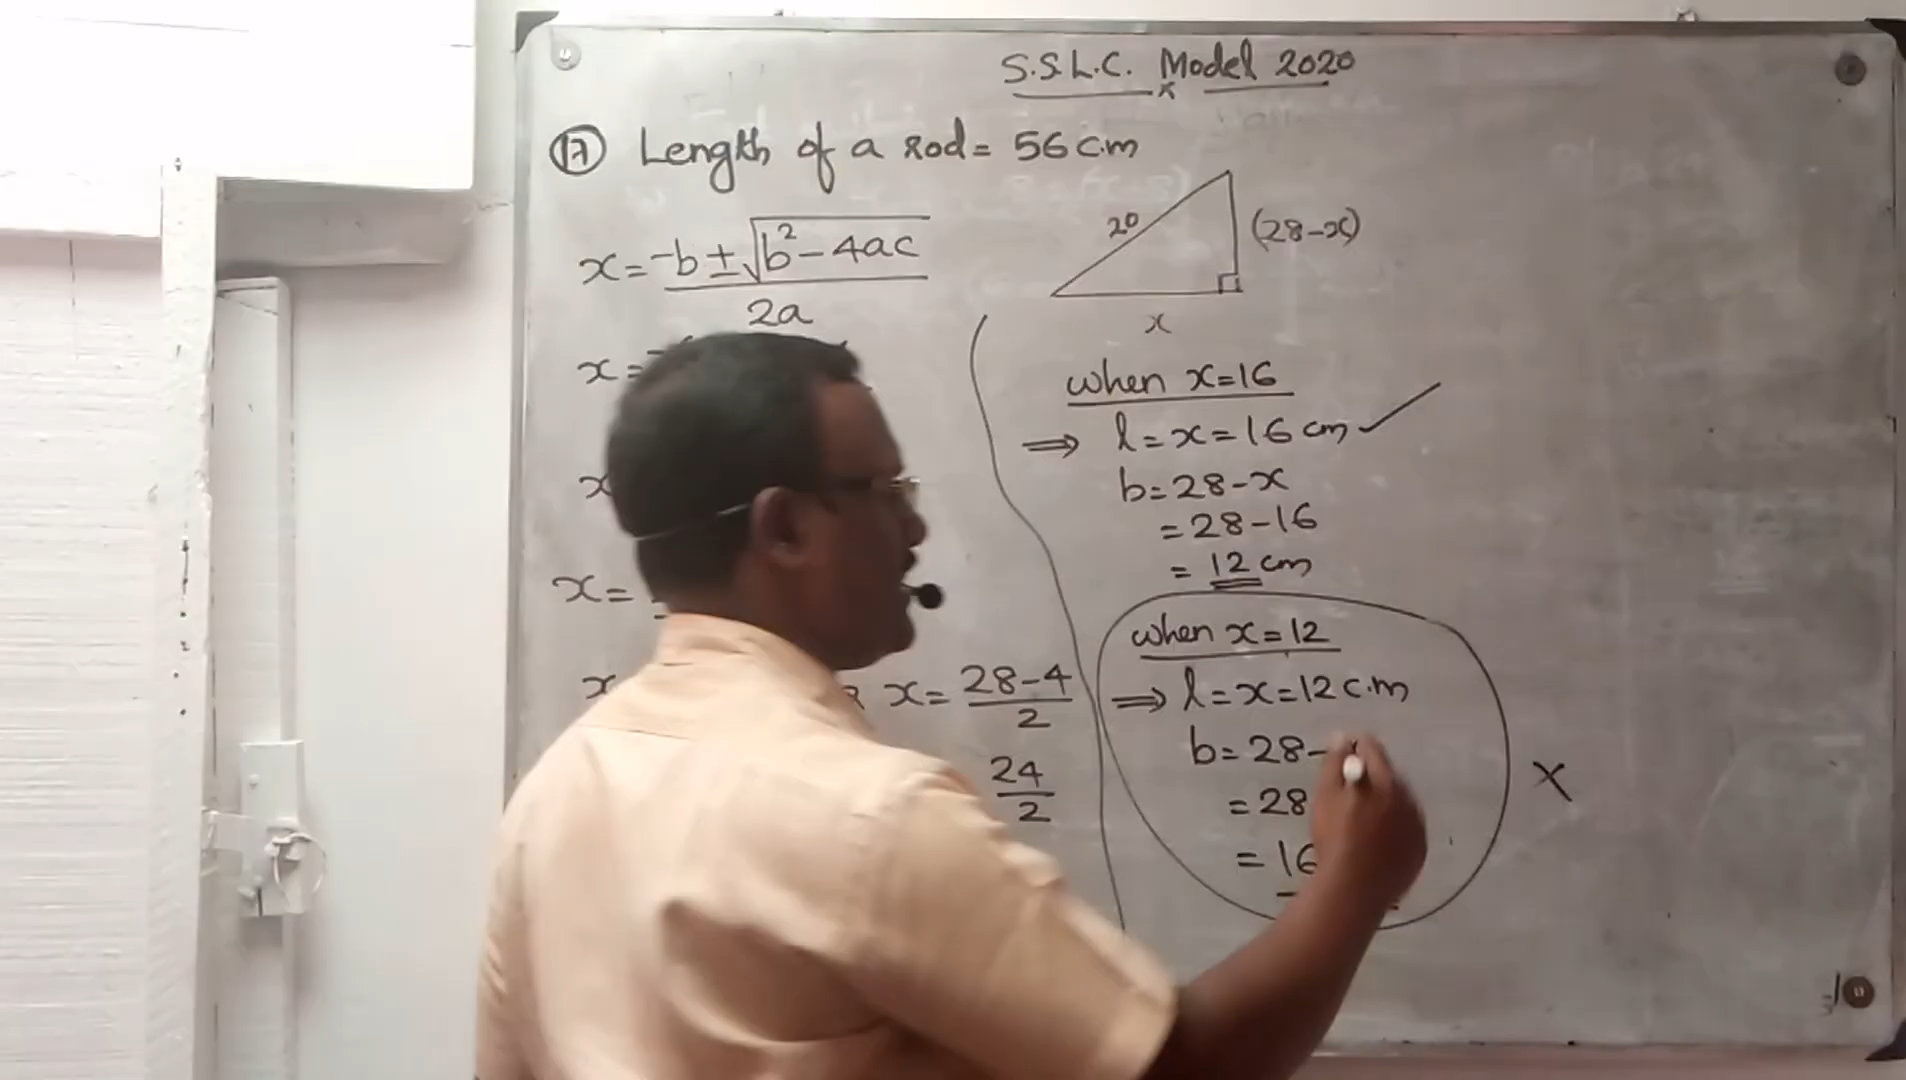 S.S.L.C. Model 2020
17 Length of a rod = 56 c.m
x = -b ± √b² - 4ac
2a
20
(28-x)
x
x =
x
x =
x
x = 28-4
2
24
2
when x=16
⇒ l = x = 16 cm ✓
b = 28-x
= 28-16
= 12 cm
when x=12
⇒ l = x = 12 c.m
b = 28-
= 28
= 16
X